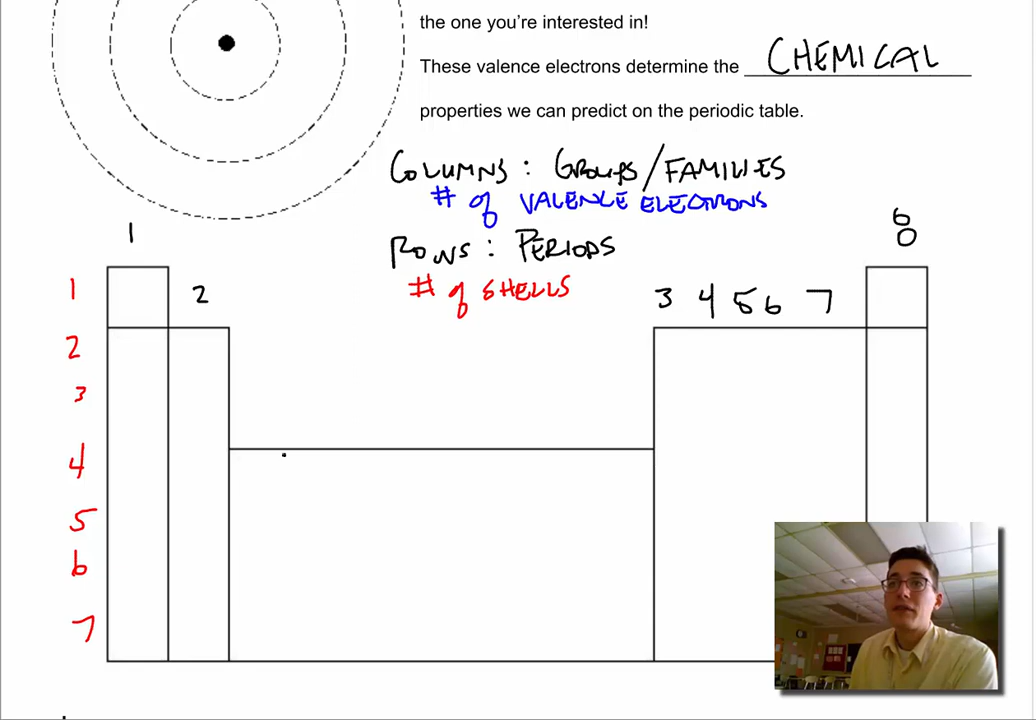 the one you're interested in!
These valence electrons determine the CHEMICAL
properties we can predict on the periodic table.
COLUMNS: GROUPS/FAMILIES
# of VALENCE ELECTRONS
ROWS: PERIODS
# of SHELLS
1
2
3 4 5 6 7
8
1
2
3
4
5
6
7